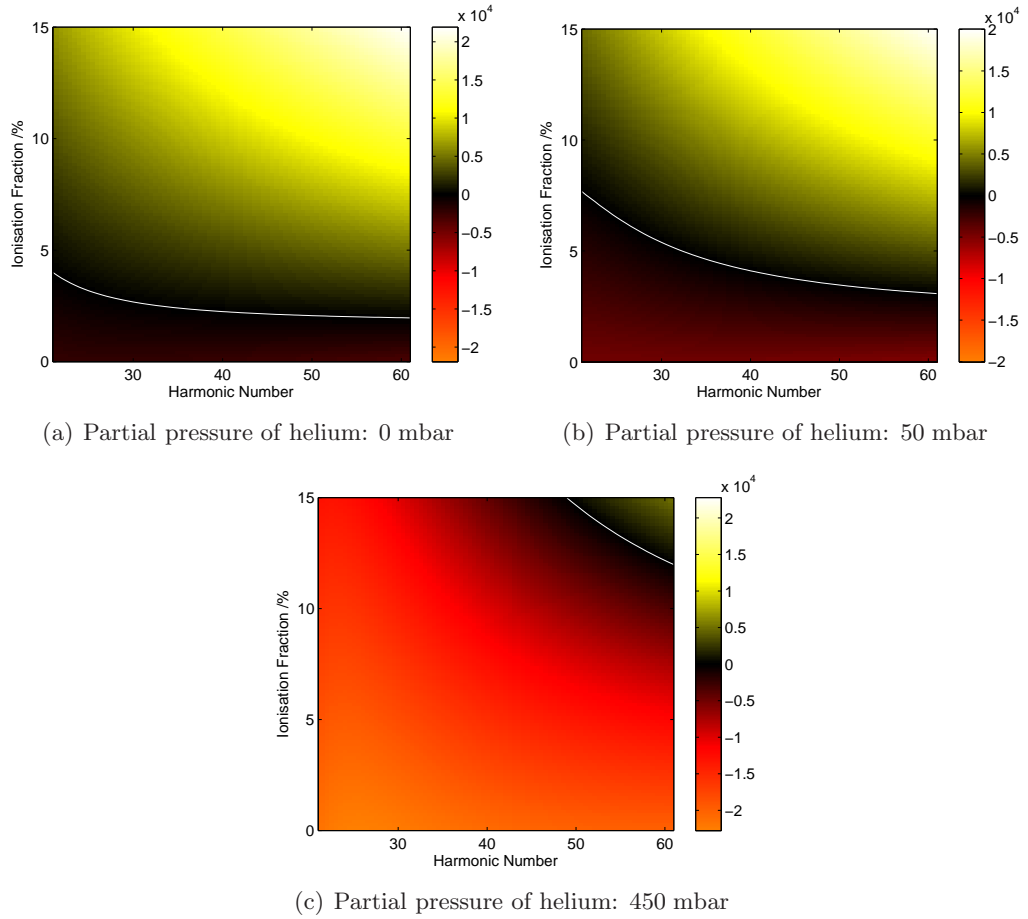 x 10^4
15
10
5
0
Ionisation Fraction /%
30 40 50 60
Harmonic Number
2
1.5
1
0.5
0
−0.5
−1
−1.5
−2
(a) Partial pressure of helium: 0 mbar
x 10^4
15
10
5
0
Ionisation Fraction /%
30 40 50 60
Harmonic Number
2
1.5
1
0.5
0
−0.5
−1
−1.5
−2
(b) Partial pressure of helium: 50 mbar
x 10^4
15
10
5
0
Ionisation Fraction /%
30 40 50 60
Harmonic Number
2
1.5
1
0.5
0
−0.5
−1
−1.5
−2
(c) Partial pressure of helium: 450 mbar